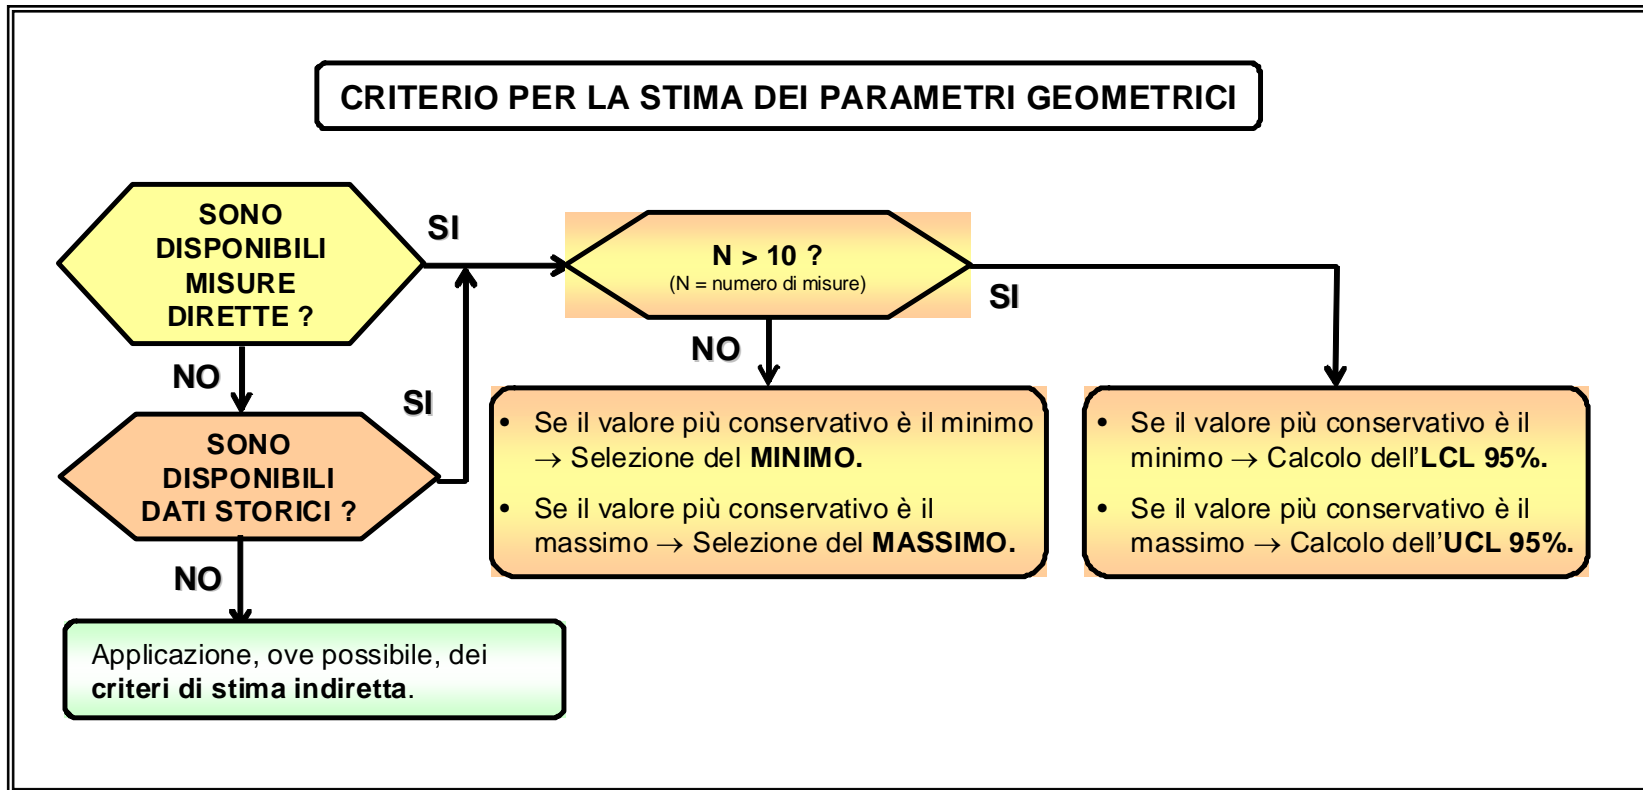 CRITERIO PER LA STIMA DEI PARAMETRI GEOMETRICI
SONO
DISPONIBILI
MISURE
DIRETTE ?
SI
N > 10 ?
(N = numero di misure)
SI
NO
NO
SI
SONO
DISPONIBILI
DATI STORICI ?
• Se il valore più conservativo è il minimo
→ Selezione del MINIMO.
• Se il valore più conservativo è il
massimo → Selezione del MASSIMO.
• Se il valore più conservativo è il
minimo → Calcolo dell'LCL 95%.
• Se il valore più conservativo è il
massimo → Calcolo dell'UCL 95%.
NO
Applicazione, ove possibile, dei
criteri di stima indiretta.